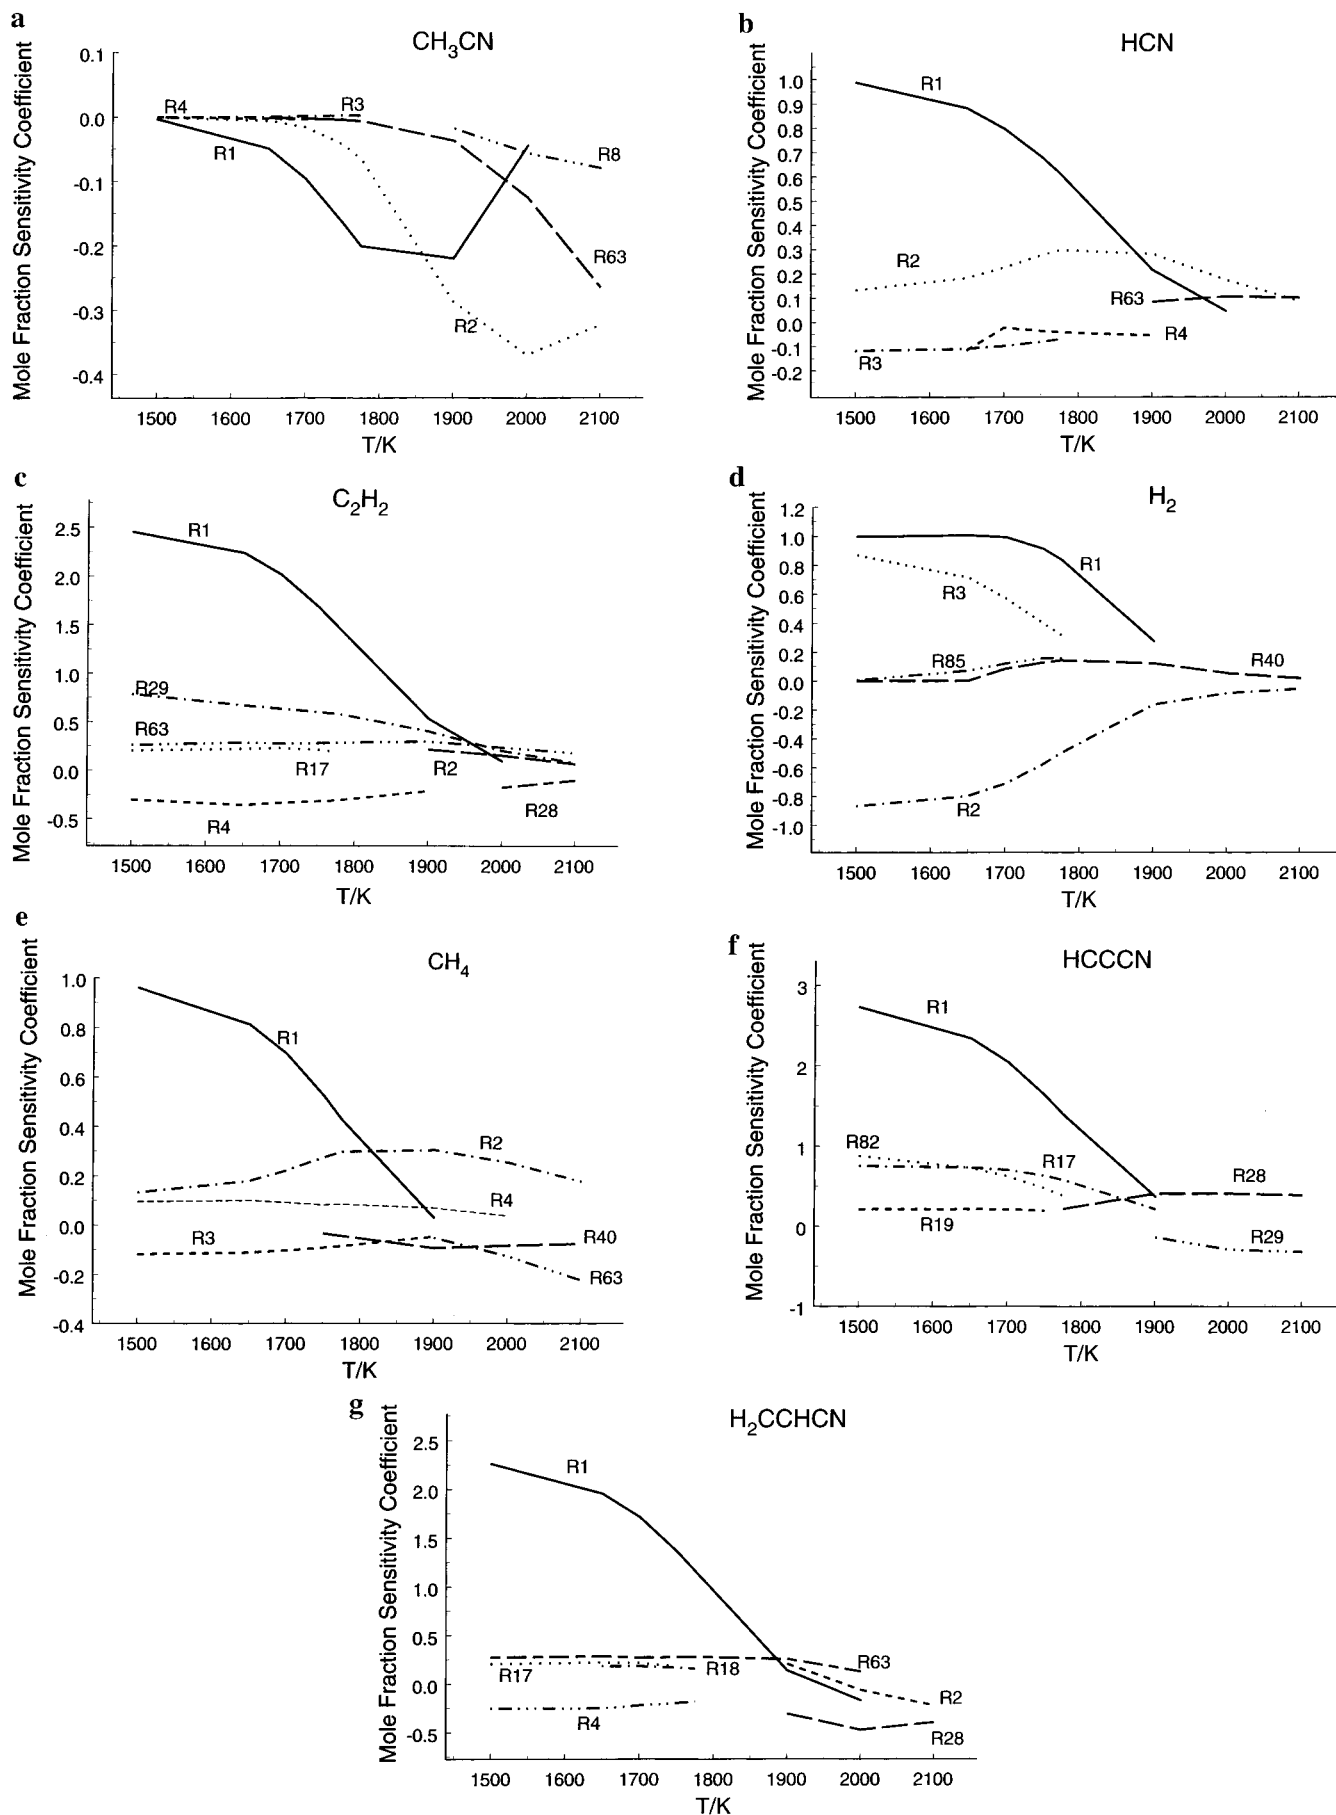 a
CH3CN
Mole Fraction Sensitivity Coefficient
0.1
0.0
-0.1
-0.2
-0.3
-0.4
R4
R3
R1
R8
R63
R2
1500 1600 1700 1800 1900 2000 2100
T/K
b
HCN
Mole Fraction Sensitivity Coefficient
1.0
0.9
0.8
0.7
0.6
0.5
0.4
0.3
0.2
0.1
0.0
-0.1
-0.2
R1
R2
R63
R4
R3
1500 1600 1700 1800 1900 2000 2100
T/K
c
C2H2
Mole Fraction Sensitivity Coefficient
2.5
2.0
1.5
1.0
0.5
0.0
-0.5
R1
R29
R63
R17
R2
R4
R28
1500 1600 1700 1800 1900 2000 2100
T/K
d
H2
Mole Fraction Sensitivity Coefficient
1.2
1.0
0.8
0.6
0.4
0.2
0.0
-0.2
-0.4
-0.6
-0.8
-1.0
R1
R3
R85
R40
R2
1500 1600 1700 1800 1900 2000 2100
T/K
e
CH4
Mole Fraction Sensitivity Coefficient
1.0
0.8
0.6
0.4
0.2
0.0
-0.2
-0.4
R1
R2
R4
R3
R40
R63
1500 1600 1700 1800 1900 2000 2100
T/K
f
HCCCN
Mole Fraction Sensitivity Coefficient
3
2
1
0
-1
R1
R82
R17
R28
R19
R29
1500 1600 1700 1800 1900 2000 2100
T/K
g
H2CCHCN
Mole Fraction Sensitivity Coefficient
2.5
2.0
1.5
1.0
0.5
0.0
-0.5
R1
R17
R18
R63
R2
R4
R28
1500 1600 1700 1800 1900 2000 2100
T/K